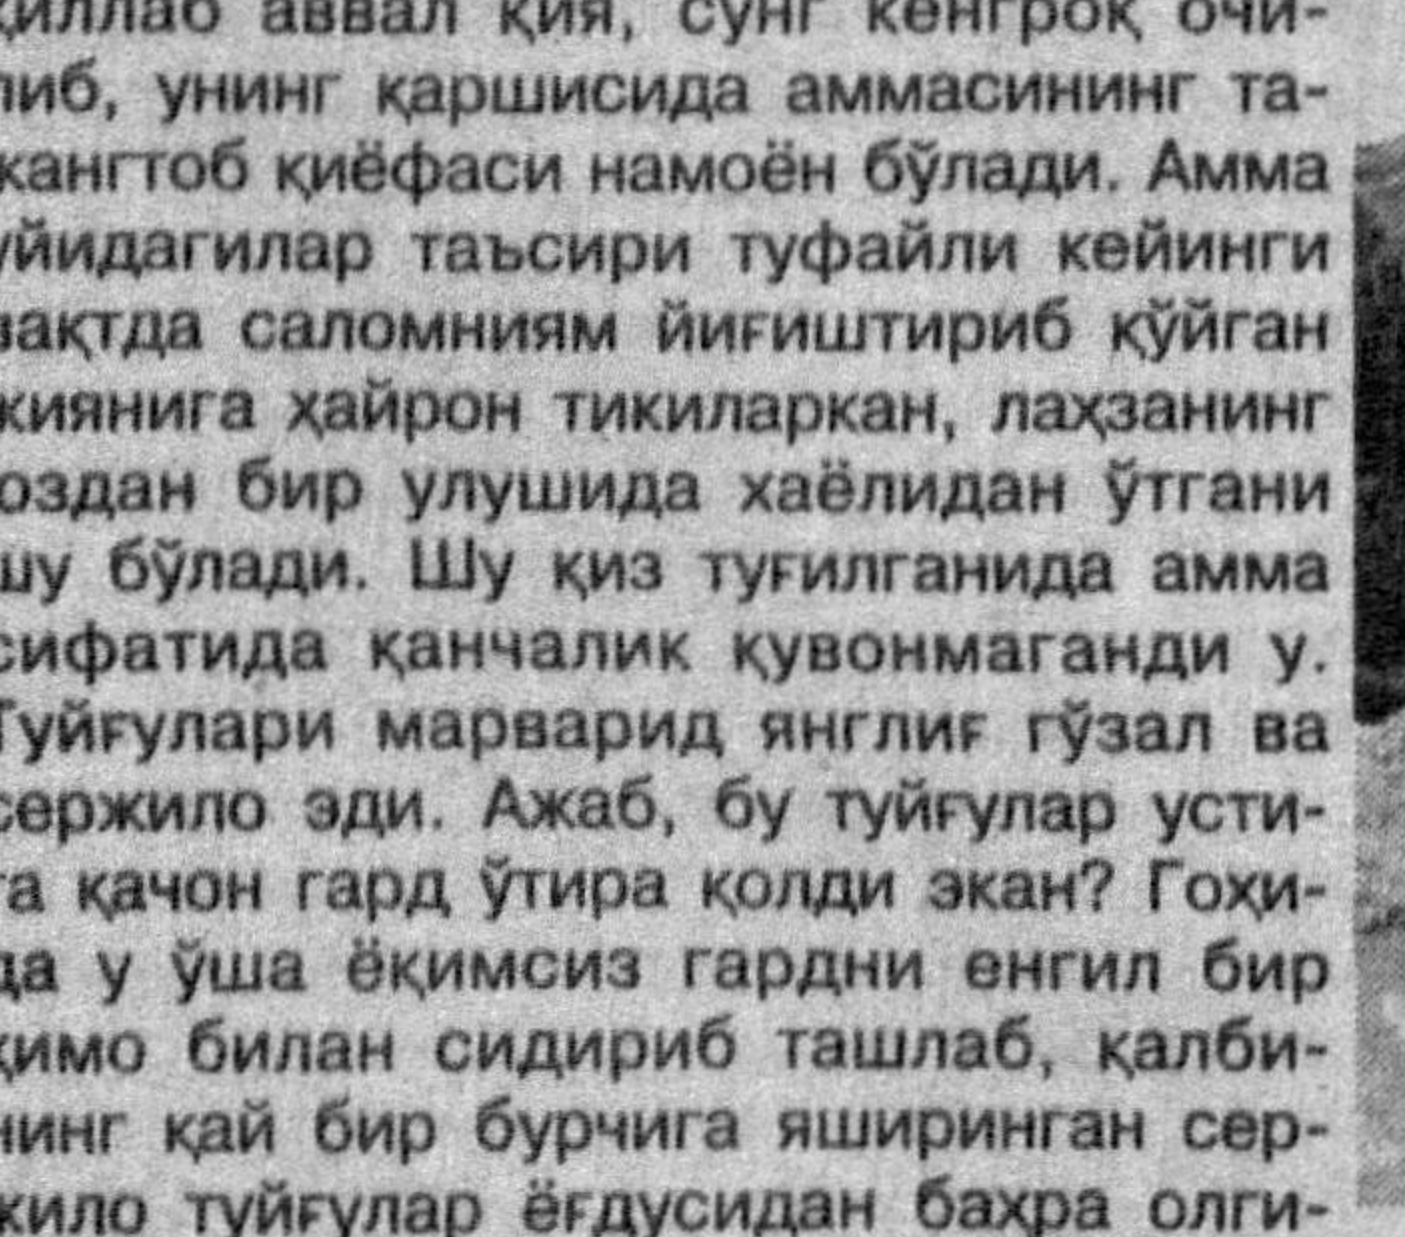 аввал қия, сўнг кенгроқ очи-
либ, унинг қаршисида аммасининг та-
жангтоб қиёфаси намоён бўлади. Амма
уйидагилар таъсири туфайли кейинги
вақтда саломниям йиғиштириб қўйган
жиянига ҳайрон тикиларкан, лаҳзанинг
юздан бир улушида хаёлидан ўтгани
шу бўлади. Шу қиз туғилганида амма
сифатида қанчалик қувонмаганди у.
Туйғулари марварид янглиғ гўзал ва
сержило эди. Ажаб, бу туйғулар усти-
га қачон гард ўтира қолди экан? Гоҳи-
да у ўша ёқимсиз гардни енгил бир
билан сидириб ташлаб, қалби-
нинг қай бир бурчига яширинган сер-
жило туйғулар ёғдусидан баҳра олги-